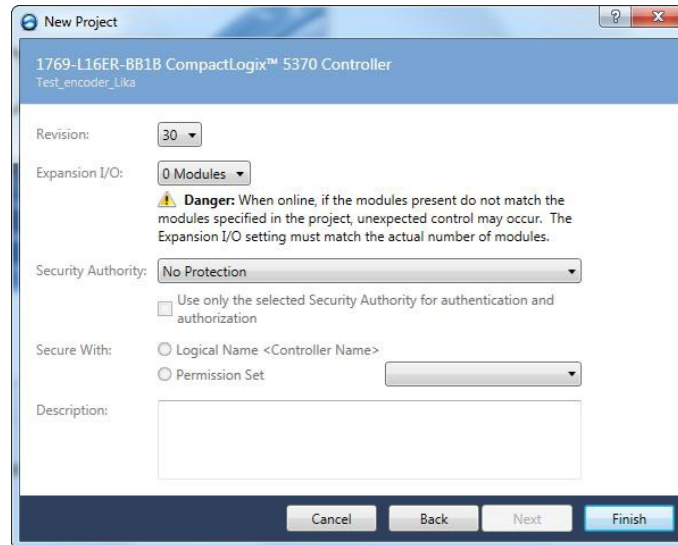 New Project
?
1769-L16ER-BB1B CompactLogix™ 5370 Controller
Test_encoder_Lika
Revision: 30
Expansion I/O: 0 Modules
Danger: When online, if the modules present do not match the
modules specified in the project, unexpected control may occur. The
Expansion I/O setting must match the actual number of modules.
Security Authority: No Protection
Use only the selected Security Authority for authentication and
authorization
Secure With: Logical Name <Controller Name>
Permission Set
Description:
Cancel Back Next Finish